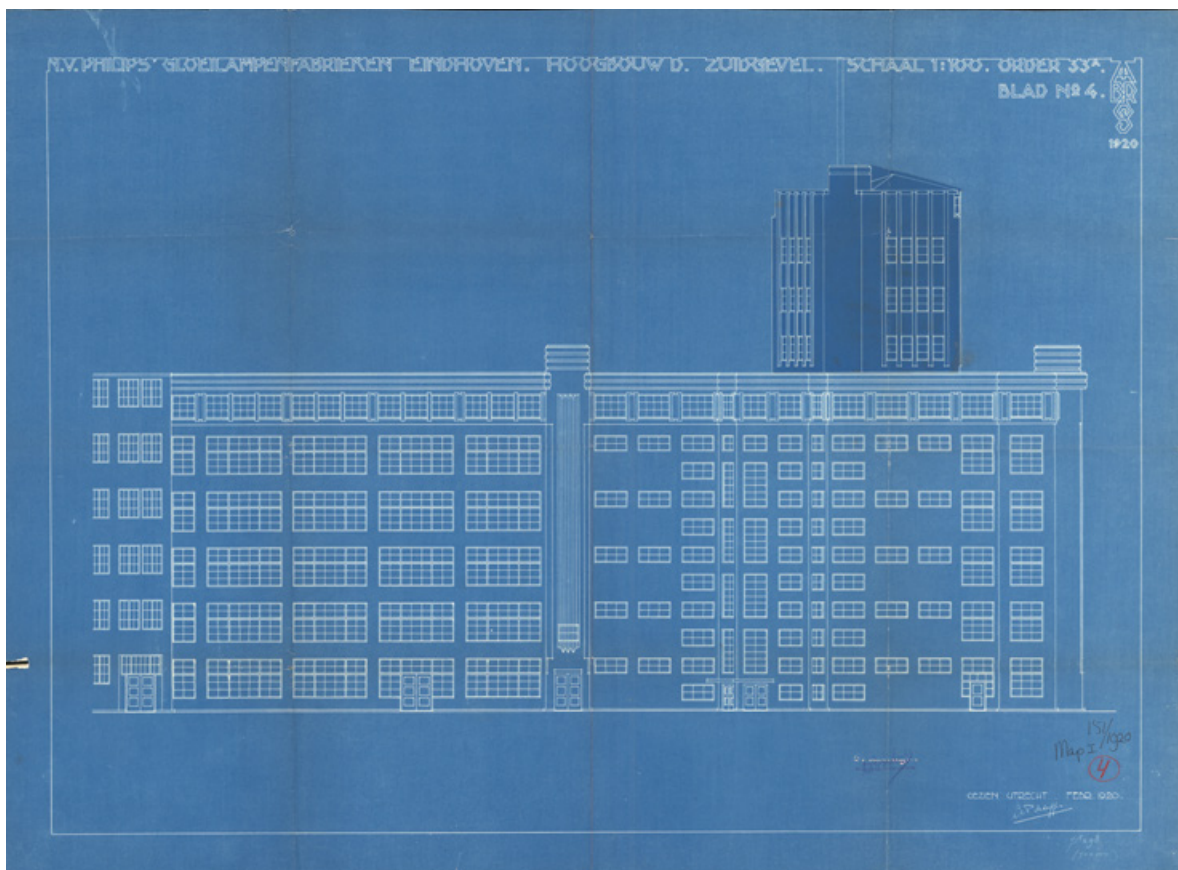 N.V. PHILIPS' GLOEILAMPENFABRIEKEN EINDHOVEN. HOOGBOUW D. ZUIDGEVEL. SCHAAL 1:100. ORDER 33A.
BLAD No 4.
1920
151/1920
Map I
4
GEZIEN UTRECHT FEBR. 1920.